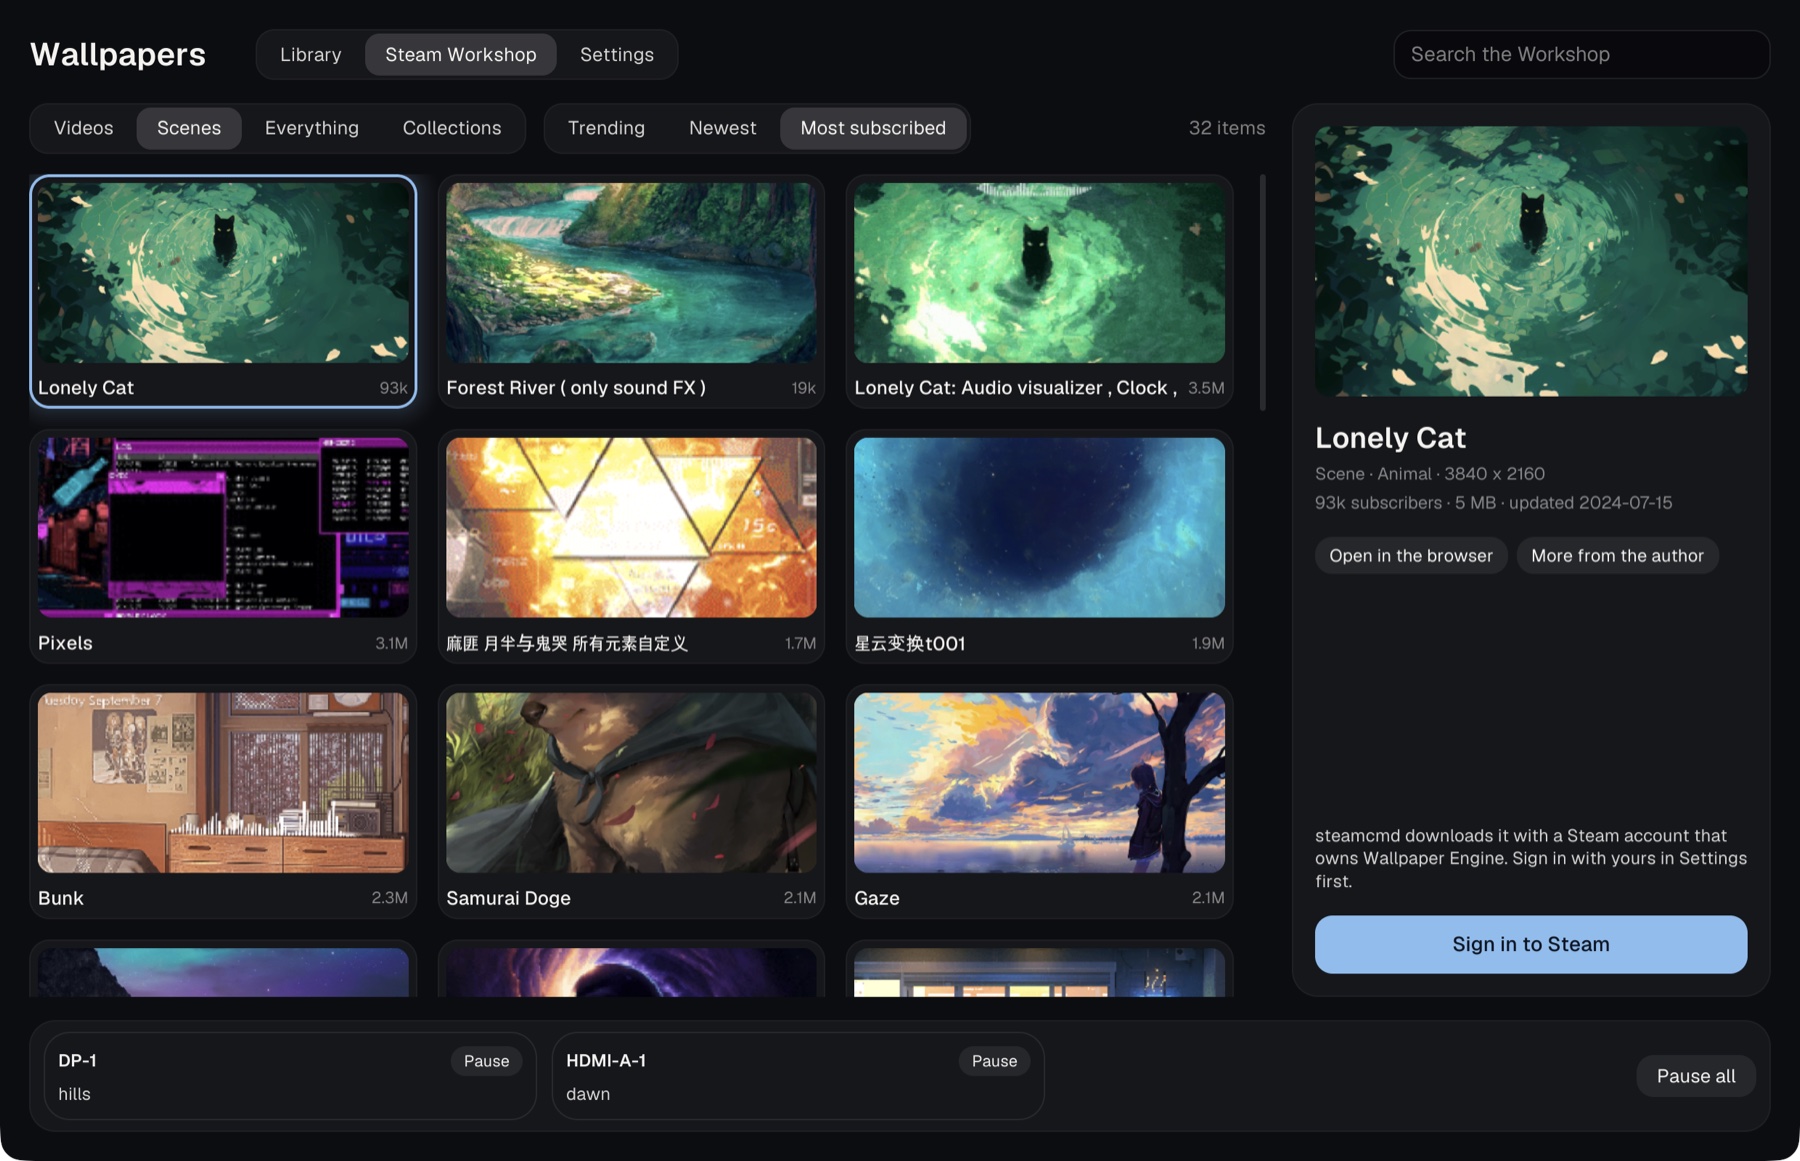 Wallpapers
Library
Steam Workshop
Settings
Search the Workshop
Videos
Scenes
Everything
Collections
Trending
Newest
Most subscribed
32 items
Lonely Cat
93k
Forest River ( only sound FX )
19k
Lonely Cat: Audio visualizer , Clock ,
3.5M
Pixels
3.1M
15c
麻匪 月半与鬼哭 所有元素自定义
1.7M
星云变换t001
1.9M
uesday September 7
Bunk
2.3M
Samurai Doge
2.1M
Gaze
2.1M
Lonely Cat
Scene · Animal · 3840 x 2160
93k subscribers · 5 MB · updated 2024-07-15
Open in the browser
More from the author
steamcmd downloads it with a Steam account that
owns Wallpaper Engine. Sign in with yours in Settings
first.
Sign in to Steam
DP-1
Pause
hills
HDMI-A-1
Pause
dawn
Pause all